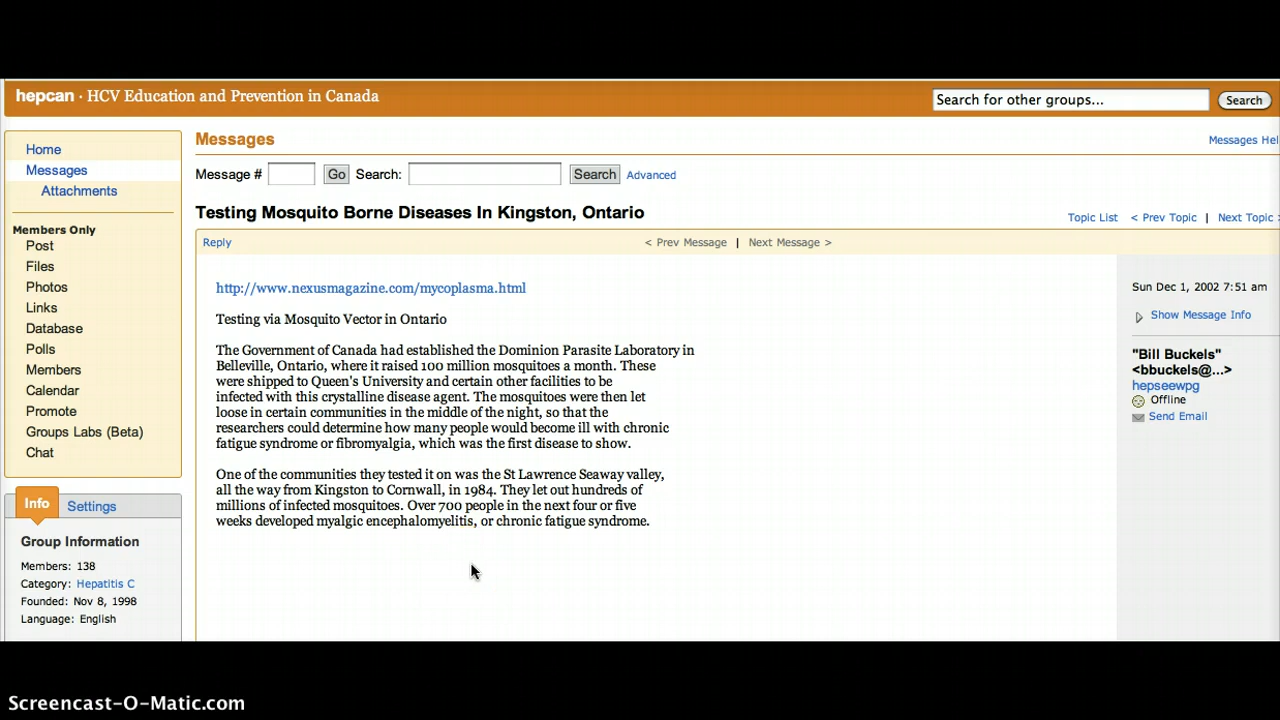 hepcan · HCV Education and Prevention in Canada
Search for other groups...
Search
Home
Messages
Attachments
Members Only
Post
Files
Photos
Links
Database
Polls
Members
Calendar
Promote
Groups Labs (Beta)
Chat
Info
Settings
Group Information
Members: 138
Category: Hepatitis C
Founded: Nov 8, 1998
Language: English
Messages
Messages Hel
Message #
Go
Search:
Search
Advanced
Testing Mosquito Borne Diseases In Kingston, Ontario
Topic List < Prev Topic | Next Topic >
Reply
< Prev Message | Next Message >
http://www.nexusmagazine.com/mycoplasma.html
Testing via Mosquito Vector in Ontario
The Government of Canada had established the Dominion Parasite Laboratory in
Belleville, Ontario, where it raised 100 million mosquitoes a month. These
were shipped to Queen's University and certain other facilities to be
infected with this crystalline disease agent. The mosquitoes were then let
loose in certain communities in the middle of the night, so that the
researchers could determine how many people would become ill with chronic
fatigue syndrome or fibromyalgia, which was the first disease to show.
One of the communities they tested it on was the St Lawrence Seaway valley,
all the way from Kingston to Cornwall, in 1984. They let out hundreds of
millions of infected mosquitoes. Over 700 people in the next four or five
weeks developed myalgic encephalomyelitis, or chronic fatigue syndrome.
Sun Dec 1, 2002 7:51 am
Show Message Info
"Bill Buckels"
<bbuckels@...>
hepseewpg
Offline
Send Email
Screencast-O-Matic.com